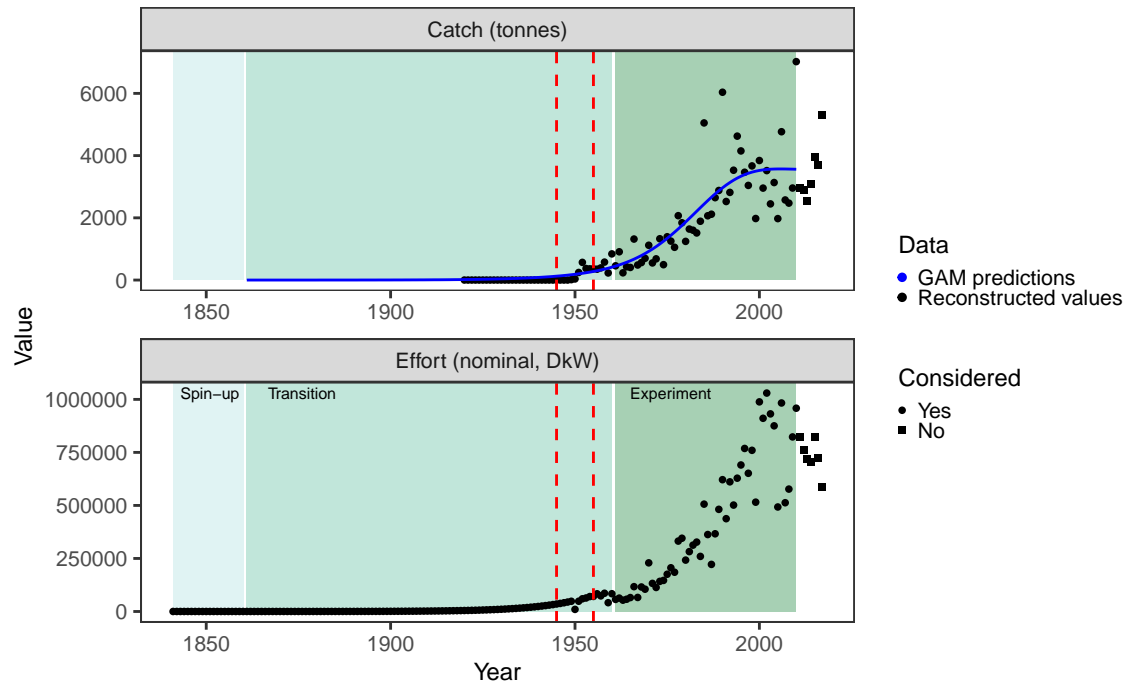 Catch (tonnes)
6000
4000
2000
0
1850
1900
1950
2000
Value
Effort (nominal, DkW)
Spin−up
Transition
Experiment
1000000
750000
500000
250000
0
1850
1900
1950
2000
Year
Data
GAM predictions
Reconstructed values
Considered
Yes
No